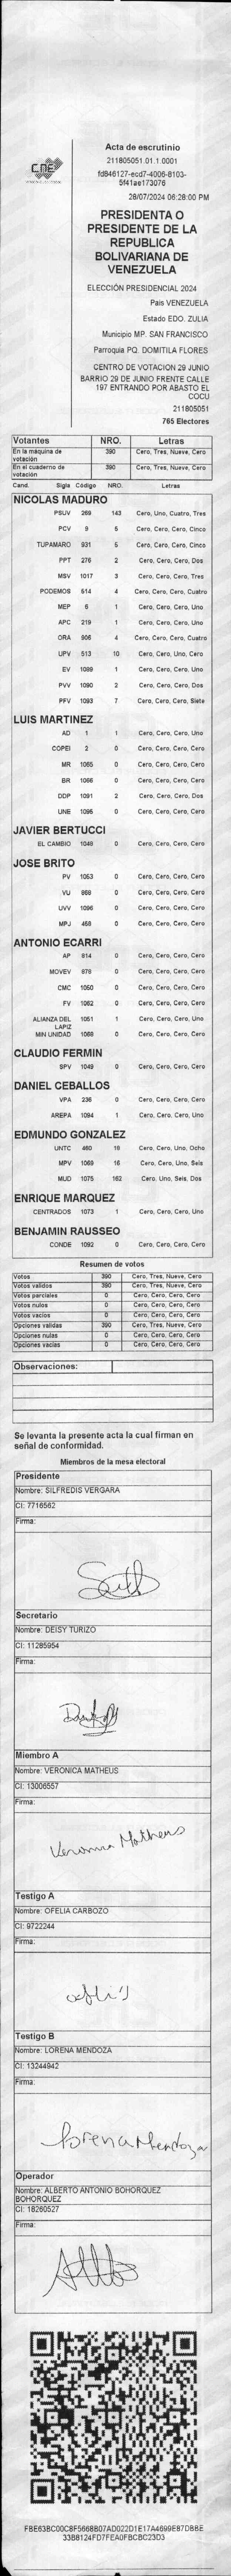 CNE
Acta de escrutinio
211805051.01.1.0001
fd846127-ecd7-4006-8103-
5f41ae173076
28/07/2024 06:28:00 PM
PRESIDENTA O
PRESIDENTE DE LA
REPUBLICA
BOLIVARIANA DE
VENEZUELA
ELECCIÓN PRESIDENCIAL 2024
País VENEZUELA
Estado EDO. ZULIA
Municipio MP. SAN FRANCISCO
Parroquia PQ. DOMITILA FLORES
CENTRO DE VOTACION 29 JUNIO
BARRIO 29 DE JUNIO FRENTE CALLE
197 ENTRANDO POR ABASTO EL
COCU
211805051
765 Electores
Votantes NRO. Letras
En la máquina de votación 390 Cero, Tres, Nueve, Cero
En el cuaderno de votación 390 Cero, Tres, Nueve, Cero
Cand. Sigla Código NRO. Letras
NICOLAS MADURO
PSUV 269 143 Cero, Uno, Cuatro, Tres
PCV 9 5 Cero, Cero, Cero, Cinco
TUPAMARO 931 5 Cero, Cero, Cero, Cinco
PPT 276 2 Cero, Cero, Cero, Dos
MSV 1017 3 Cero, Cero, Cero, Tres
PODEMOS 514 4 Cero, Cero, Cero, Cuatro
MEP 6 1 Cero, Cero, Cero, Uno
APC 219 1 Cero, Cero, Cero, Uno
ORA 906 4 Cero, Cero, Cero, Cuatro
UPV 513 10 Cero, Cero, Uno, Cero
EV 1089 1 Cero, Cero, Cero, Uno
PVV 1090 2 Cero, Cero, Cero, Dos
PFV 1093 7 Cero, Cero, Cero, Siete
LUIS MARTINEZ
AD 1 1 Cero, Cero, Cero, Uno
COPEI 2 0 Cero, Cero, Cero, Cero
MR 1065 0 Cero, Cero, Cero, Cero
BR 1066 0 Cero, Cero, Cero, Cero
DDP 1091 2 Cero, Cero, Cero, Dos
UNE 1095 0 Cero, Cero, Cero, Cero
JAVIER BERTUCCI
EL CAMBIO 1048 0 Cero, Cero, Cero, Cero
JOSE BRITO
PV 1053 0 Cero, Cero, Cero, Cero
VU 868 0 Cero, Cero, Cero, Cero
UVV 1096 0 Cero, Cero, Cero, Cero
MPJ 458 0 Cero, Cero, Cero, Cero
ANTONIO ECARRI
AP 814 0 Cero, Cero, Cero, Cero
MOVEV 978 0 Cero, Cero, Cero, Cero
CMC 1050 0 Cero, Cero, Cero, Cero
FV 1062 0 Cero, Cero, Cero, Cero
ALIANZA DEL LAPIZ 1051 1 Cero, Cero, Cero, Uno
MIN UNIDAD 1068 0 Cero, Cero, Cero, Cero
CLAUDIO FERMIN
SPV 1049 0 Cero, Cero, Cero, Cero
DANIEL CEBALLOS
VPA 236 0 Cero, Cero, Cero, Cero
AREPA 1094 1 Cero, Cero, Cero, Uno
EDMUNDO GONZALEZ
UNTC 460 18 Cero, Cero, Uno, Ocho
MPV 1069 16 Cero, Cero, Uno, Seis
MUD 1075 162 Cero, Uno, Seis, Dos
ENRIQUE MARQUEZ
CENTRADOS 1073 1 Cero, Cero, Cero, Uno
BENJAMIN RAUSSEO
CONDE 1092 0 Cero, Cero, Cero, Cero
Resumen de votos
Votos 390 Cero, Tres, Nueve, Cero
Votos validos 390 Cero, Tres, Nueve, Cero
Votos parciales 0 Cero, Cero, Cero, Cero
Votos nulos 0 Cero, Cero, Cero, Cero
Votos vacíos 0 Cero, Cero, Cero, Cero
Opciones validas 390 Cero, Tres, Nueve, Cero
Opciones nulas 0 Cero, Cero, Cero, Cero
Opciones vacías 0 Cero, Cero, Cero, Cero
Observaciones:
Se levanta la presente acta la cual firman en
señal de conformidad.
Miembros de la mesa electoral
Presidente
Nombre: SILFREDIS VERGARA
CI: 7716562
Firma:
Secretario
Nombre: DEISY TURIZO
CI: 11285954
Firma:
Miembro A
Nombre: VERONICA MATHEUS
CI: 13006557
Firma:
Veronica Matheus
Testigo A
Nombre: OFELIA CARBOZO
CI: 9722244
Firma:
Testigo B
Nombre: LORENA MENDOZA
CI: 13244942
Firma:
Lorena Mendoza
Operador
Nombre: ALBERTO ANTONIO BOHORQUEZ
BOHORQUEZ
CI: 18260527
Firma:
FBE63BC00C8F5668B07AD022D1E17A4699E87DBBE
33B8124FD7FEA0FBCBC23D3